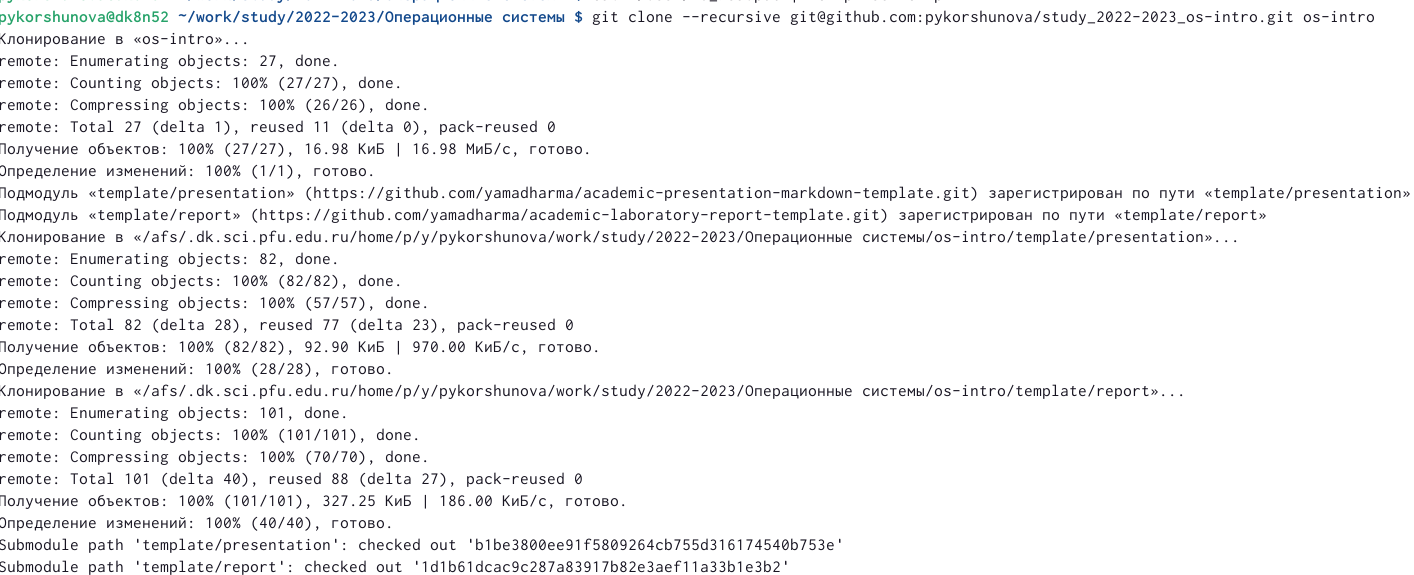 pykorshunova@dk8n52 ~/work/study/2022-2023/Операционные системы $ git clone --recursive git@github.com:pykorshunova/study_2022-2023_os-intro.git os-intro
Клонирование в «os-intro»...
remote: Enumerating objects: 27, done.
remote: Counting objects: 100% (27/27), done.
remote: Compressing objects: 100% (26/26), done.
remote: Total 27 (delta 1), reused 11 (delta 0), pack-reused 0
Получение объектов: 100% (27/27), 16.98 КиБ | 16.98 МиБ/с, готово.
Определение изменений: 100% (1/1), готово.
Подмодуль «template/presentation» (https://github.com/yamadharma/academic-presentation-markdown-template.git) зарегистрирован по пути «template/presentation»
Подмодуль «template/report» (https://github.com/yamadharma/academic-laboratory-report-template.git) зарегистрирован по пути «template/report»
Клонирование в «/afs/.dk.sci.pfu.edu.ru/home/p/y/pykorshunova/work/study/2022-2023/Операционные системы/os-intro/template/presentation»...
remote: Enumerating objects: 82, done.
remote: Counting objects: 100% (82/82), done.
remote: Compressing objects: 100% (57/57), done.
remote: Total 82 (delta 28), reused 77 (delta 23), pack-reused 0
Получение объектов: 100% (82/82), 92.90 КиБ | 970.00 КиБ/с, готово.
Определение изменений: 100% (28/28), готово.
Клонирование в «/afs/.dk.sci.pfu.edu.ru/home/p/y/pykorshunova/work/study/2022-2023/Операционные системы/os-intro/template/report»...
remote: Enumerating objects: 101, done.
remote: Counting objects: 100% (101/101), done.
remote: Compressing objects: 100% (70/70), done.
remote: Total 101 (delta 40), reused 88 (delta 27), pack-reused 0
Получение объектов: 100% (101/101), 327.25 КиБ | 186.00 КиБ/с, готово.
Определение изменений: 100% (40/40), готово.
Submodule path 'template/presentation': checked out 'b1be3800ee91f5809264cb755d316174540b753e'
Submodule path 'template/report': checked out '1d1b61dcac9c287a83917b82e3aef11a33b1e3b2'